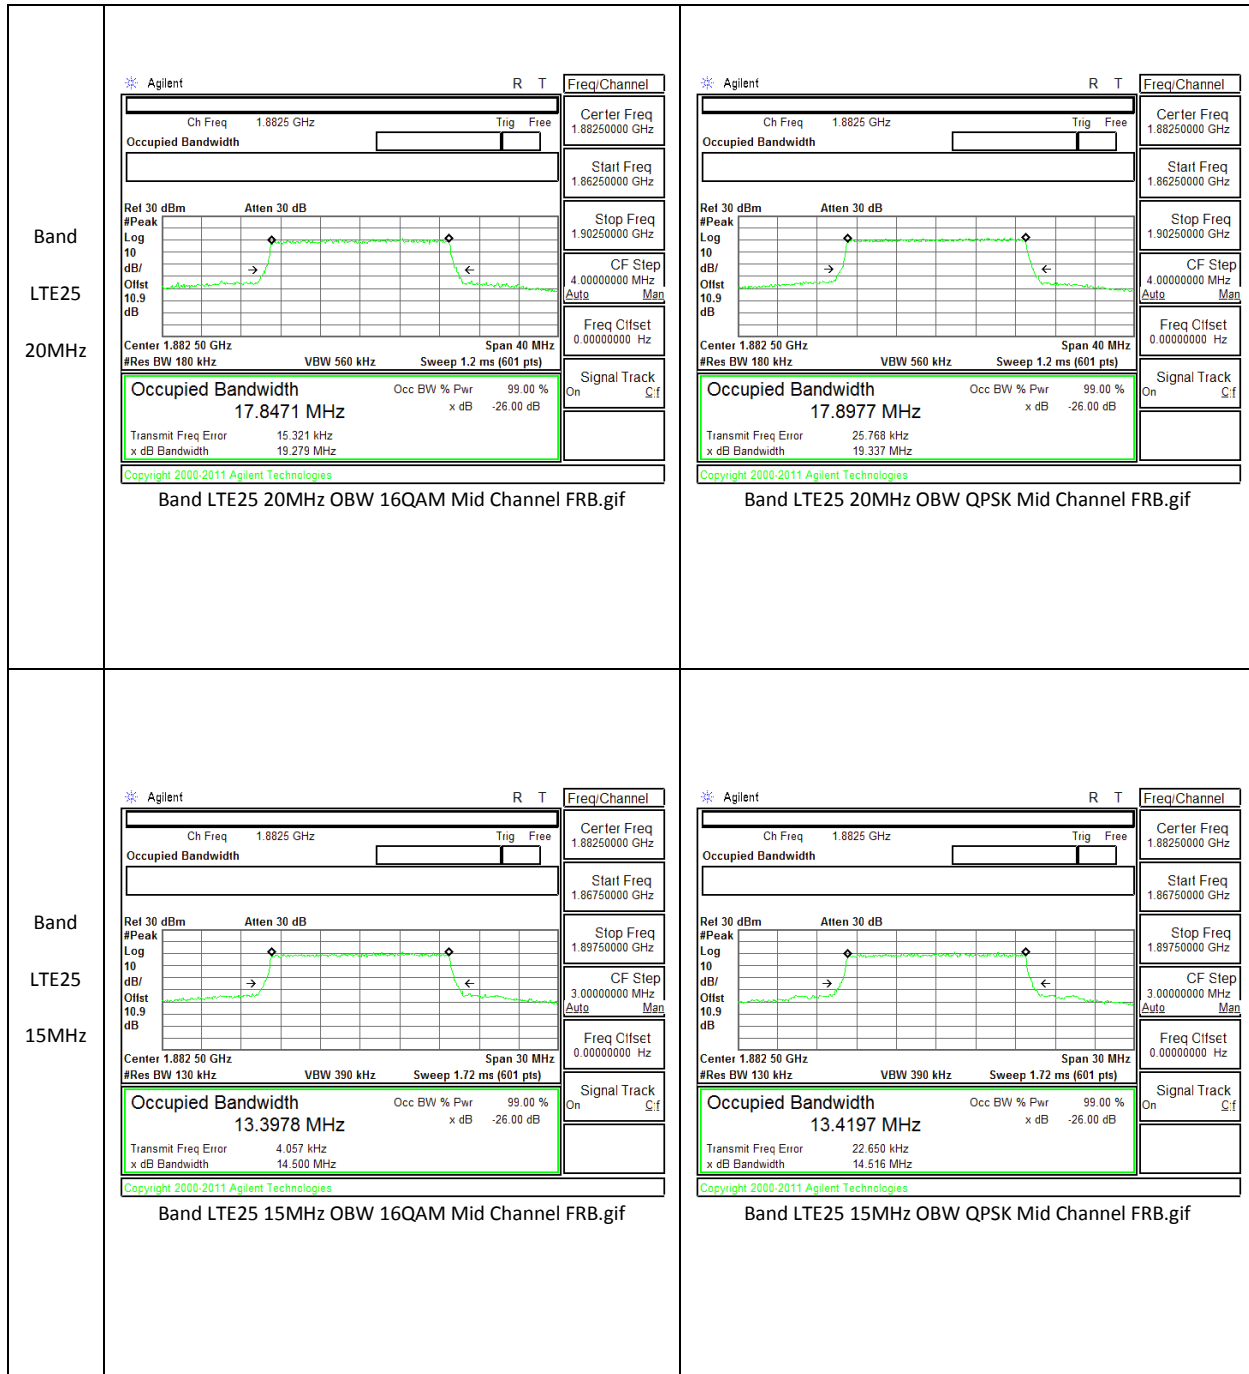 Band
LTE25
20MHz
Agilent R T
Ch Freq 1.8825 GHz Trig Free
Occupied Bandwidth
Ref 30 dBm Atten 30 dB
#Peak
Log
10
dB/
Offst
10.9
dB
Center 1.882 50 GHz Span 40 MHz
#Res BW 180 kHz VBW 560 kHz Sweep 1.2 ms (601 pts)
Occupied Bandwidth Occ BW % Pwr 99.00 %
17.8471 MHz x dB -26.00 dB
Transmit Freq Error 15.321 kHz
x dB Bandwidth 19.279 MHz
Copyright 2000-2011 Agilent Technologies
Freq/Channel
Center Freq
1.88250000 GHz
Start Freq
1.86250000 GHz
Stop Freq
1.90250000 GHz
CF Step
4.00000000 MHz
Auto Man
Freq Offset
0.00000000 Hz
Signal Track
On Off
Band LTE25 20MHz OBW 16QAM Mid Channel FRB.gif
Agilent R T
Ch Freq 1.8825 GHz Trig Free
Occupied Bandwidth
Ref 30 dBm Atten 30 dB
#Peak
Log
10
dB/
Offst
10.9
dB
Center 1.882 50 GHz Span 40 MHz
#Res BW 180 kHz VBW 560 kHz Sweep 1.2 ms (601 pts)
Occupied Bandwidth Occ BW % Pwr 99.00 %
17.8977 MHz x dB -26.00 dB
Transmit Freq Error 25.768 kHz
x dB Bandwidth 19.337 MHz
Copyright 2000-2011 Agilent Technologies
Freq/Channel
Center Freq
1.88250000 GHz
Start Freq
1.86250000 GHz
Stop Freq
1.90250000 GHz
CF Step
4.00000000 MHz
Auto Man
Freq Offset
0.00000000 Hz
Signal Track
On Off
Band LTE25 20MHz OBW QPSK Mid Channel FRB.gif
Band
LTE25
15MHz
Agilent R T
Ch Freq 1.8825 GHz Trig Free
Occupied Bandwidth
Ref 30 dBm Atten 30 dB
#Peak
Log
10
dB/
Offst
10.9
dB
Center 1.882 50 GHz Span 30 MHz
#Res BW 130 kHz VBW 390 kHz Sweep 1.72 ms (601 pts)
Occupied Bandwidth Occ BW % Pwr 99.00 %
13.3978 MHz x dB -26.00 dB
Transmit Freq Error 4.057 kHz
x dB Bandwidth 14.500 MHz
Copyright 2000-2011 Agilent Technologies
Freq/Channel
Center Freq
1.88250000 GHz
Start Freq
1.86750000 GHz
Stop Freq
1.89750000 GHz
CF Step
3.00000000 MHz
Auto Man
Freq Offset
0.00000000 Hz
Signal Track
On Off
Band LTE25 15MHz OBW 16QAM Mid Channel FRB.gif
Agilent R T
Ch Freq 1.8825 GHz Trig Free
Occupied Bandwidth
Ref 30 dBm Atten 30 dB
#Peak
Log
10
dB/
Offst
10.9
dB
Center 1.882 50 GHz Span 30 MHz
#Res BW 130 kHz VBW 390 kHz Sweep 1.72 ms (601 pts)
Occupied Bandwidth Occ BW % Pwr 99.00 %
13.4197 MHz x dB -26.00 dB
Transmit Freq Error 22.650 kHz
x dB Bandwidth 14.516 MHz
Copyright 2000-2011 Agilent Technologies
Freq/Channel
Center Freq
1.88250000 GHz
Start Freq
1.86750000 GHz
Stop Freq
1.89750000 GHz
CF Step
3.00000000 MHz
Auto Man
Freq Offset
0.00000000 Hz
Signal Track
On Off
Band LTE25 15MHz OBW QPSK Mid Channel FRB.gif